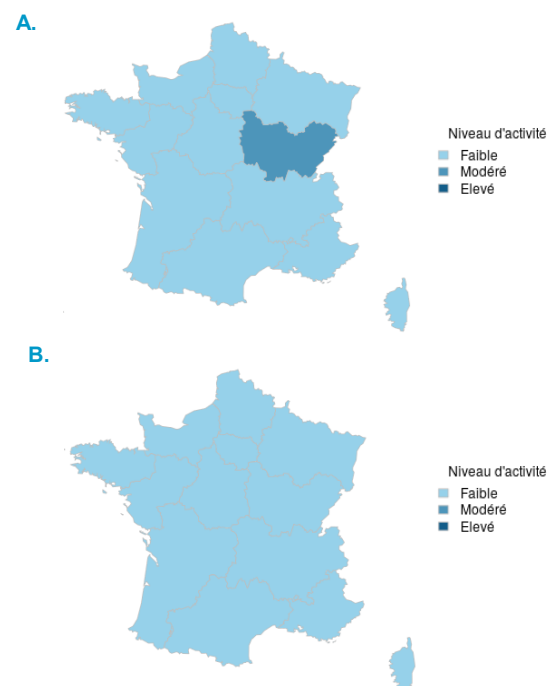 A.
Niveau d'activité
Faible
Modéré
Elevé
B.
Niveau d'activité
Faible
Modéré
Elevé